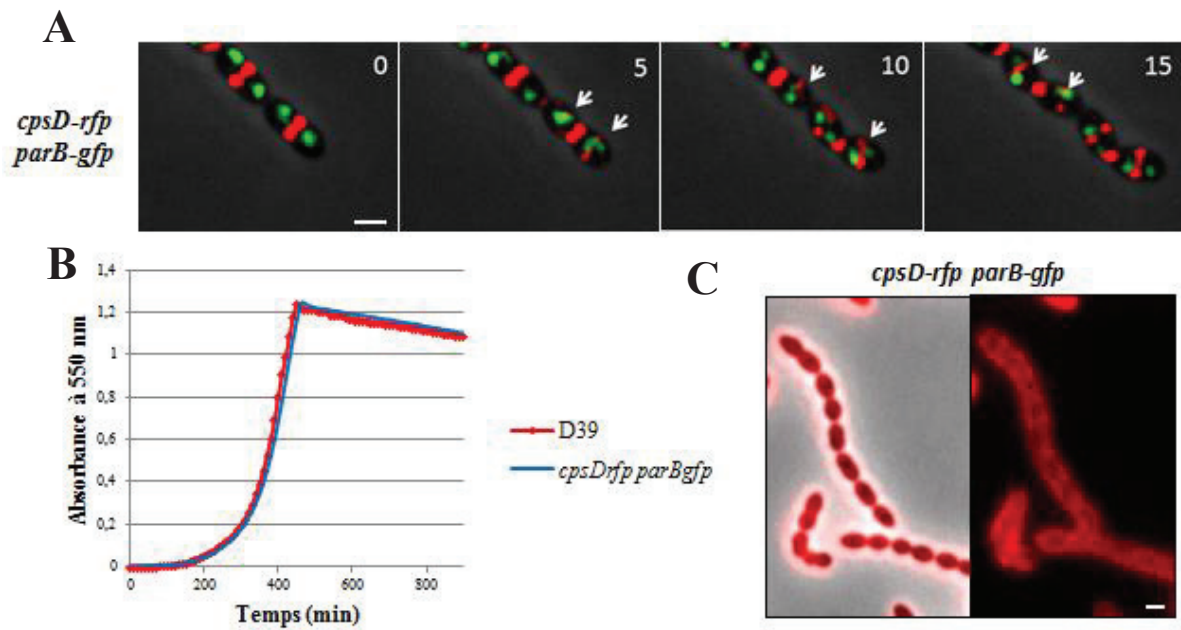 A
cpsD-rfp
parB-gfp
0
5
10
15
B
Absorbance à 550 nm
1,4
1,2
1
0,8
0,6
0,4
0,2
0
0
200
400
600
800
Temps (min)
D39
cpsDrfp parBgfp
C
cpsD-rfp parB-gfp